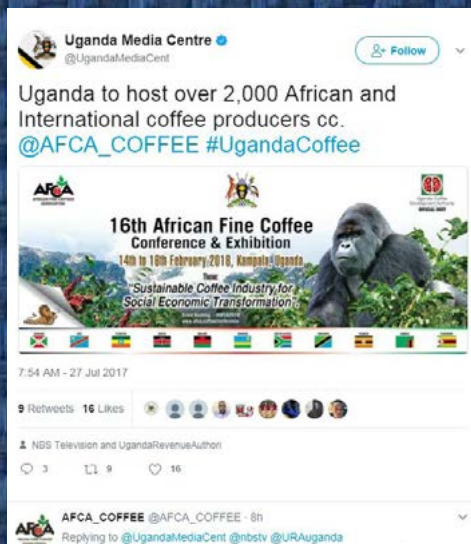 Uganda Media Centre
@UgandaMediaCent
Follow
Uganda to host over 2,000 African and
International coffee producers cc.
@AFCA_COFFEE #UgandaCoffee
AFCA
16th African Fine Coffee
Conference & Exhibition
14th to 16th February 2018, Kampala, Uganda
"Sustainable Coffee Industry for
Social Economic Transformation"
7:54 AM - 27 Jul 2017
9 Retweets 16 Likes
NBS Television and UgandaRevenueAuthori
3 9 16
AFCA
AFCA_COFFEE @AFCA_COFFEE · 8h
Replying to @UgandaMediaCent @nbstv @URAuganda